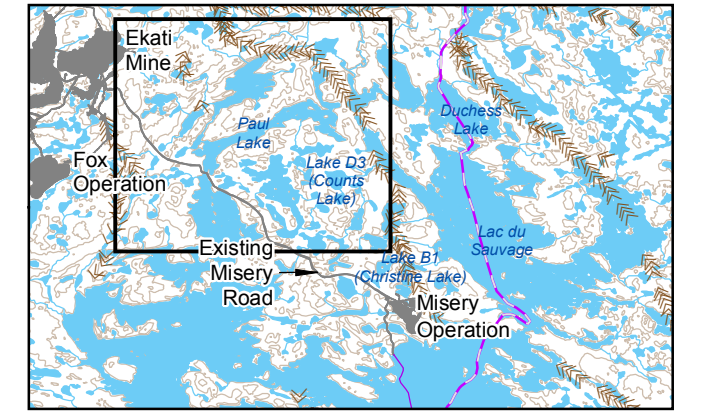 Ekati
Mine
Paul
Lake
Duchess
Lake
Fox
Operation
Lake D3
(Counts
Lake)
Lac du
Sauvage
Existing
Misery
Road
Lake B1
(Christine Lake)
Misery
Operation